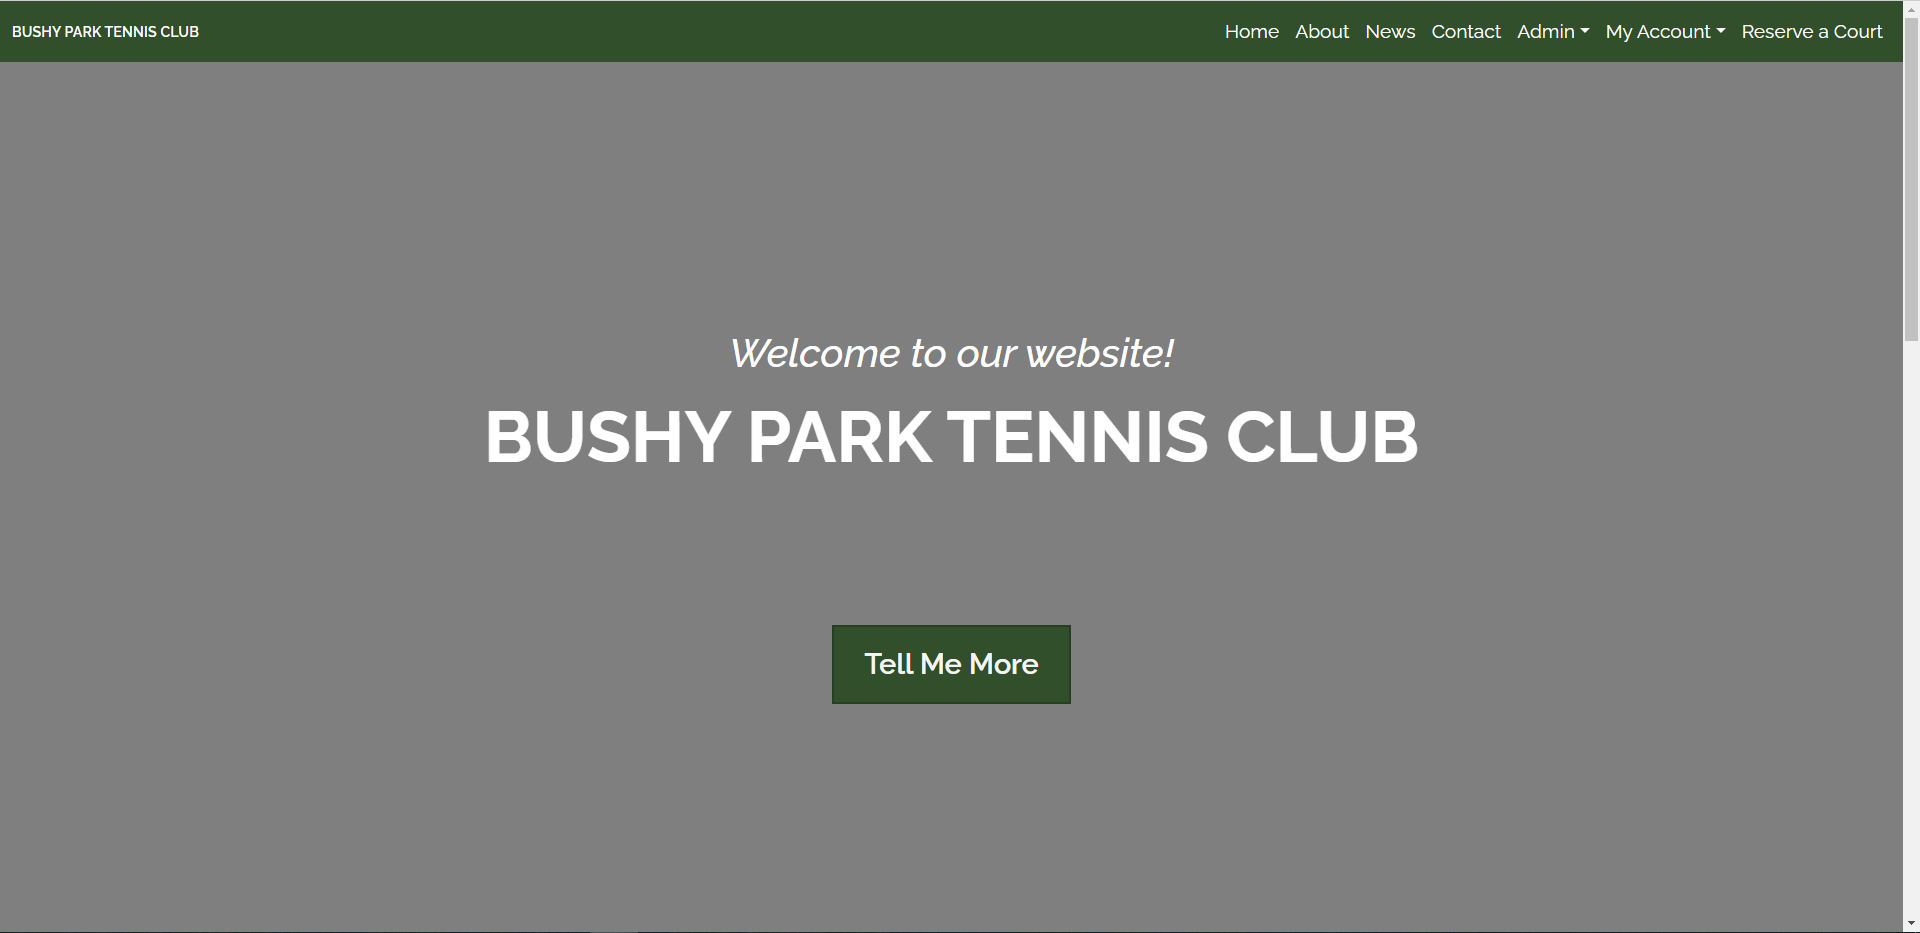 BUSHY PARK TENNIS CLUB
Home About News Contact Admin My Account Reserve a Court
Welcome to our website!
BUSHY PARK TENNIS CLUB
Tell Me More